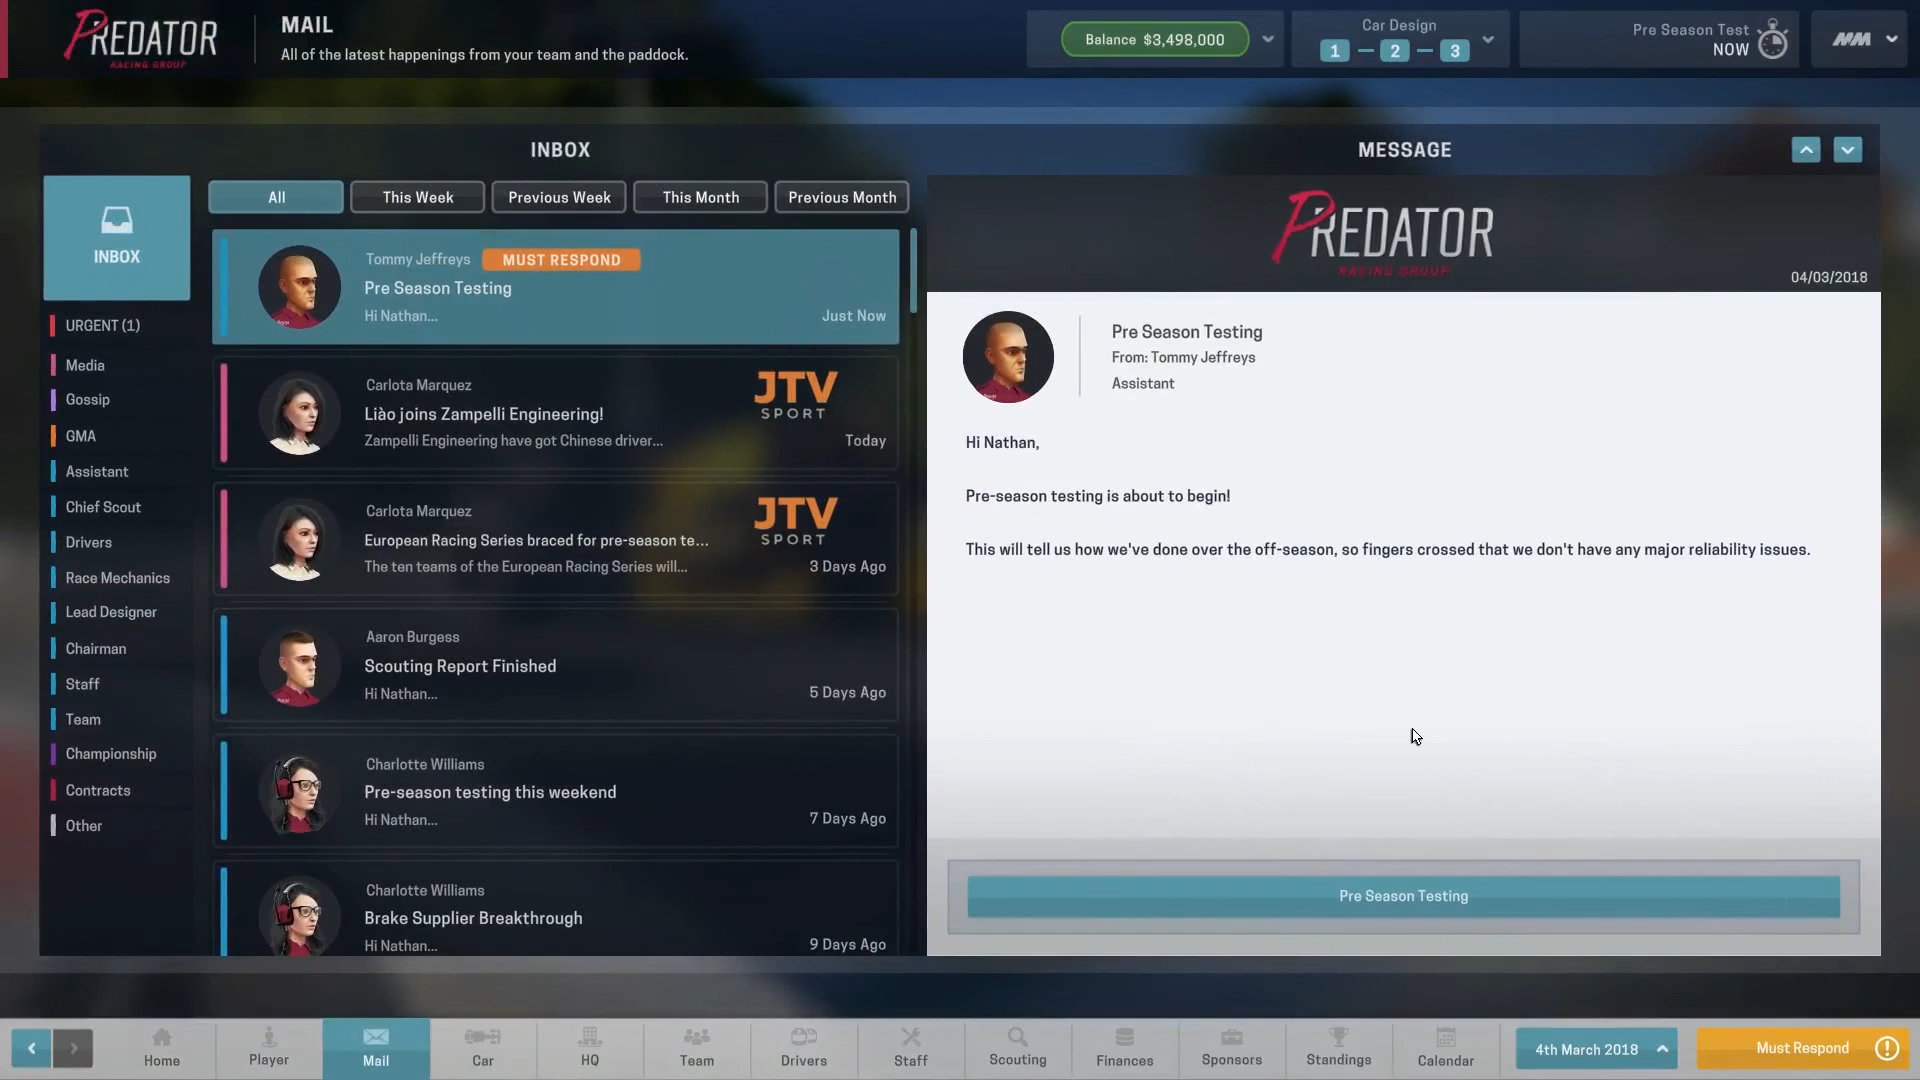 PREDATOR
RACING GROUP
MAIL
All of the latest happenings from your team and the paddock.
Balance $3,498,000
Car Design
1 – 2 – 3
Pre Season Test
NOW
INBOX
MESSAGE
INBOX
URGENT (1)
Media
Gossip
GMA
Assistant
Chief Scout
Drivers
Race Mechanics
Lead Designer
Chairman
Staff
Team
Championship
Contracts
Other
All
This Week
Previous Week
This Month
Previous Month
Tommy Jeffreys
MUST RESPOND
Pre Season Testing
Hi Nathan...
Just Now
Carlota Marquez
JTV
SPORT
Liào joins Zampelli Engineering!
Zampelli Engineering have got Chinese driver...
Today
Carlota Marquez
JTV
SPORT
European Racing Series braced for pre-season te...
The ten teams of the European Racing Series will...
3 Days Ago
Aaron Burgess
Scouting Report Finished
Hi Nathan...
5 Days Ago
Charlotte Williams
Pre-season testing this weekend
Hi Nathan...
7 Days Ago
Charlotte Williams
Brake Supplier Breakthrough
Hi Nathan...
9 Days Ago
PREDATOR
RACING GROUP
04/03/2018
Pre Season Testing
From: Tommy Jeffreys
Assistant
Hi Nathan,
Pre-season testing is about to begin!
This will tell us how we've done over the off-season, so fingers crossed that we don't have any major reliability issues.
Pre Season Testing
Home
Player
Mail
Car
HQ
Team
Drivers
Staff
Scouting
Finances
Sponsors
Standings
Calendar
4th March 2018
Must Respond